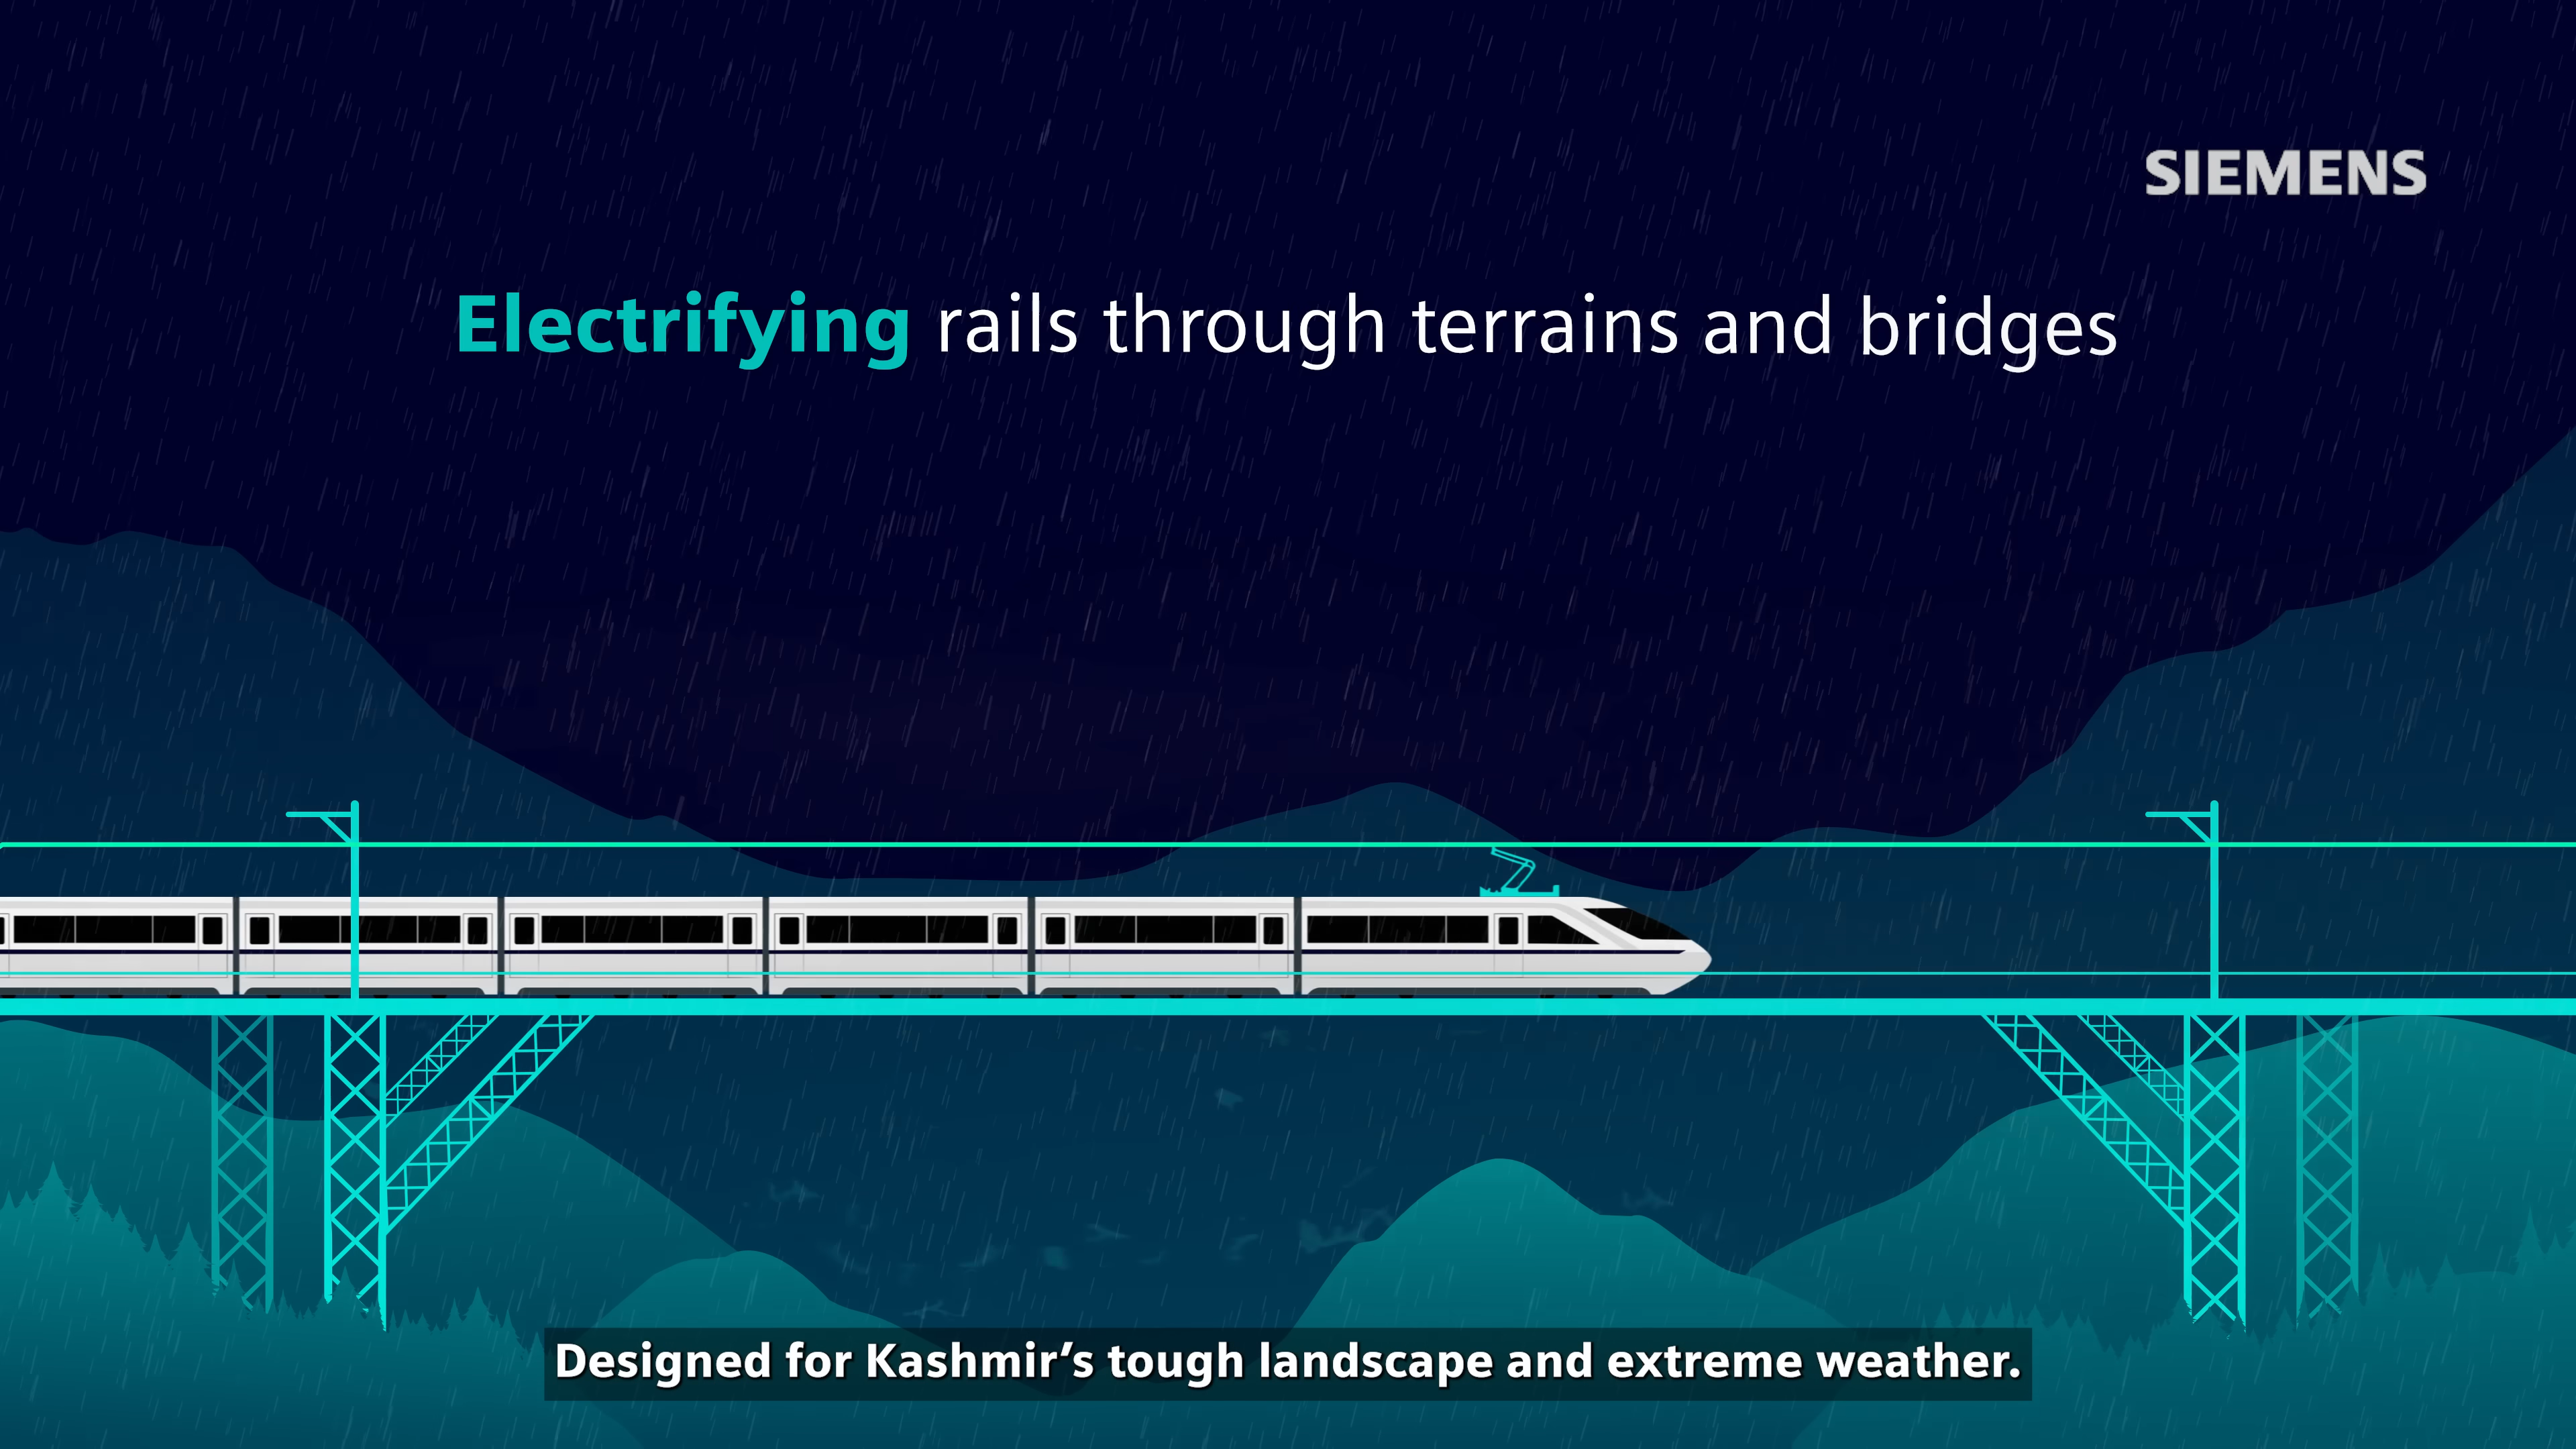 SIEMENS
Electrifying rails through terrains and bridges
Designed for Kashmir’s tough landscape and extreme weather.